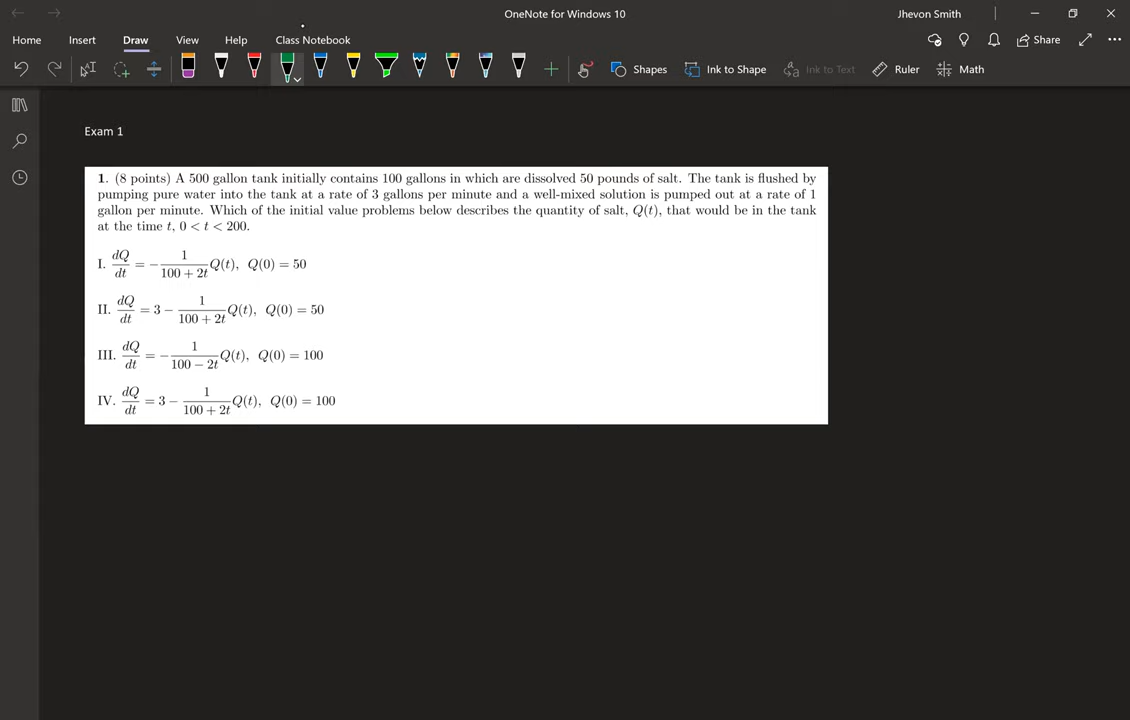 OneNote for Windows 10
Jhevon Smith
Home Insert Draw View Help Class Notebook
Share
Shapes Ink to Shape Ink to Text Ruler Math
Exam 1
1. (8 points) A 500 gallon tank initially contains 100 gallons in which are dissolved 50 pounds of salt. The tank is flushed by
pumping pure water into the tank at a rate of 3 gallons per minute and a well-mixed solution is pumped out at a rate of 1
gallon per minute. Which of the initial value problems below describes the quantity of salt, Q(t), that would be in the tank
at the time t, 0 < t < 200.
I. dQ/dt = − 1/(100 + 2t) Q(t), Q(0) = 50
II. dQ/dt = 3 − 1/(100 + 2t) Q(t), Q(0) = 50
III. dQ/dt = − 1/(100 − 2t) Q(t), Q(0) = 100
IV. dQ/dt = 3 − 1/(100 + 2t) Q(t), Q(0) = 100